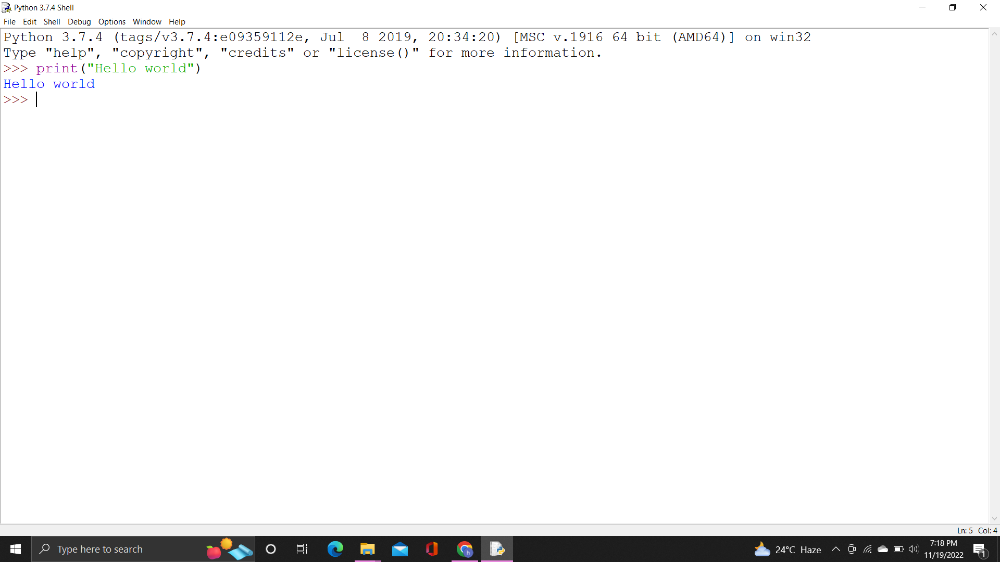 Python 3.7.4 Shell
File Edit Shell Debug Options Window Help
Python 3.7.4 (tags/v3.7.4:e09359112e, Jul  8 2019, 20:34:20) [MSC v.1916 64 bit (AMD64)] on win32
Type "help", "copyright", "credits" or "license()" for more information.
>>> print("Hello world")
Hello world
>>>
Ln: 5 Col: 4
Type here to search
24°C Haze
7:18 PM
11/19/2022
1
h